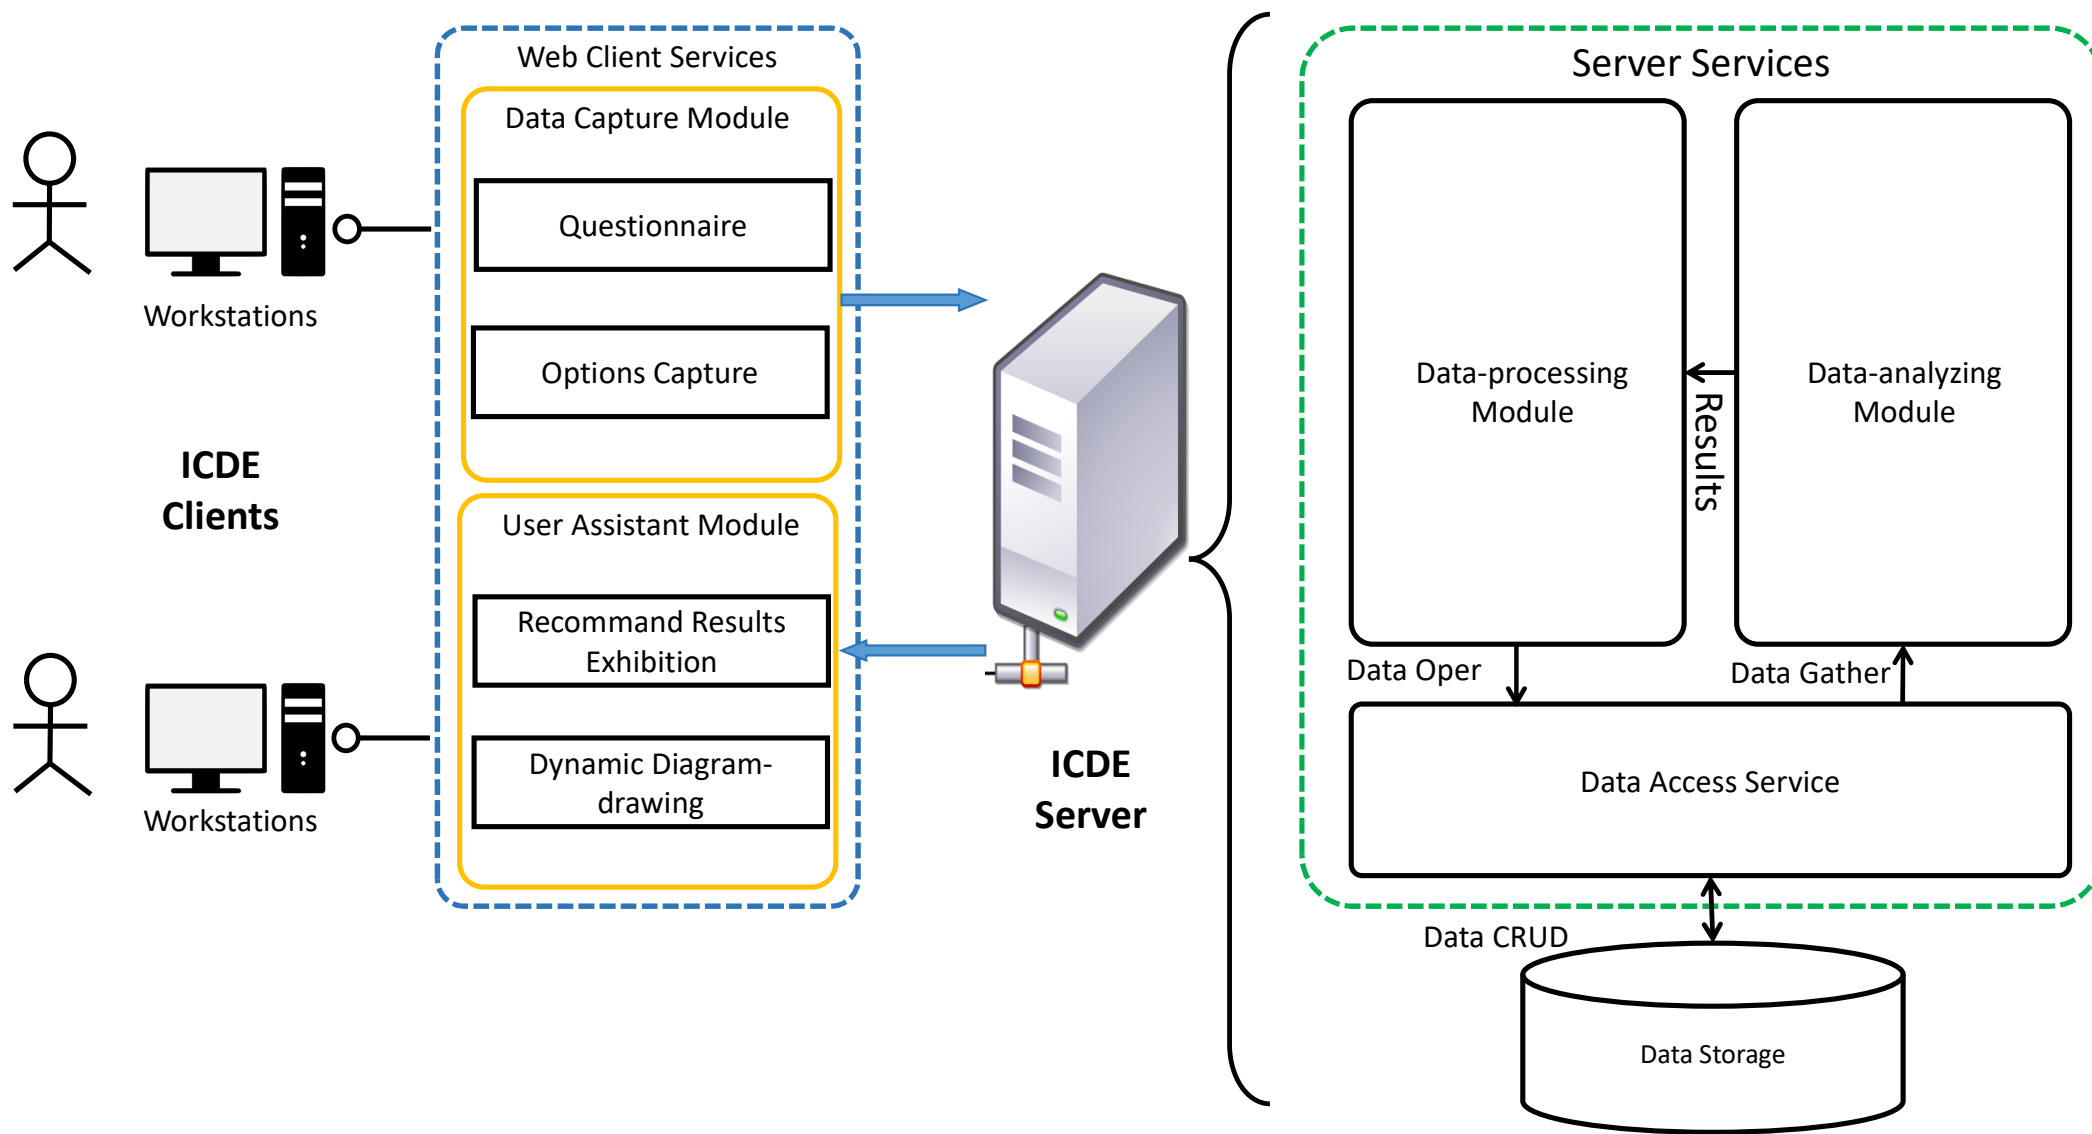 Web Client Services
Data Capture Module
Questionnaire
Options Capture
Workstations
ICDE
Clients
User Assistant Module
Recommand Results
Exhibition
Dynamic Diagram-
drawing
Workstations
ICDE
Server
Server Services
Data-processing
Module
Results
Data-analyzing
Module
Data Oper
Data Gather
Data Access Service
Data CRUD
Data Storage